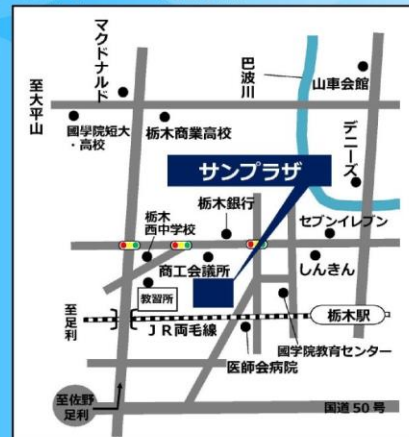 マクドナルド
巴波川
山車会館
至大平山
國學院短大
・高校
栃木商業高校
デニーズ
サンプラザ
栃木銀行
セブンイレブン
栃木
西中学校
商工会議所
しんきん
教習所
至足利
JR両毛線
栃木駅
國学院教育センター
医師会病院
至佐野
足利
国道50号